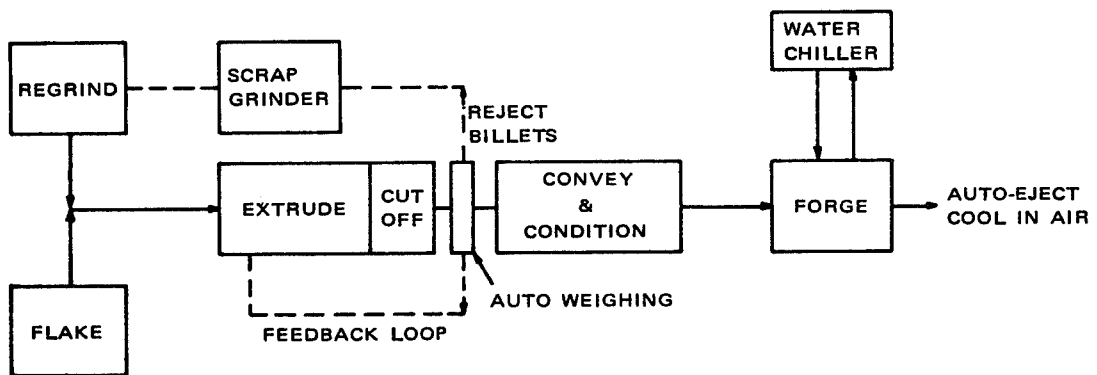 WATER
CHILLER
REGRIND
SCRAP
GRINDER
REJECT
BILLETS
EXTRUDE
CUT
OFF
CONVEY
&
CONDITION
FORGE
AUTO-EJECT
COOL IN AIR
AUTO WEIGHING
FLAKE
FEEDBACK LOOP